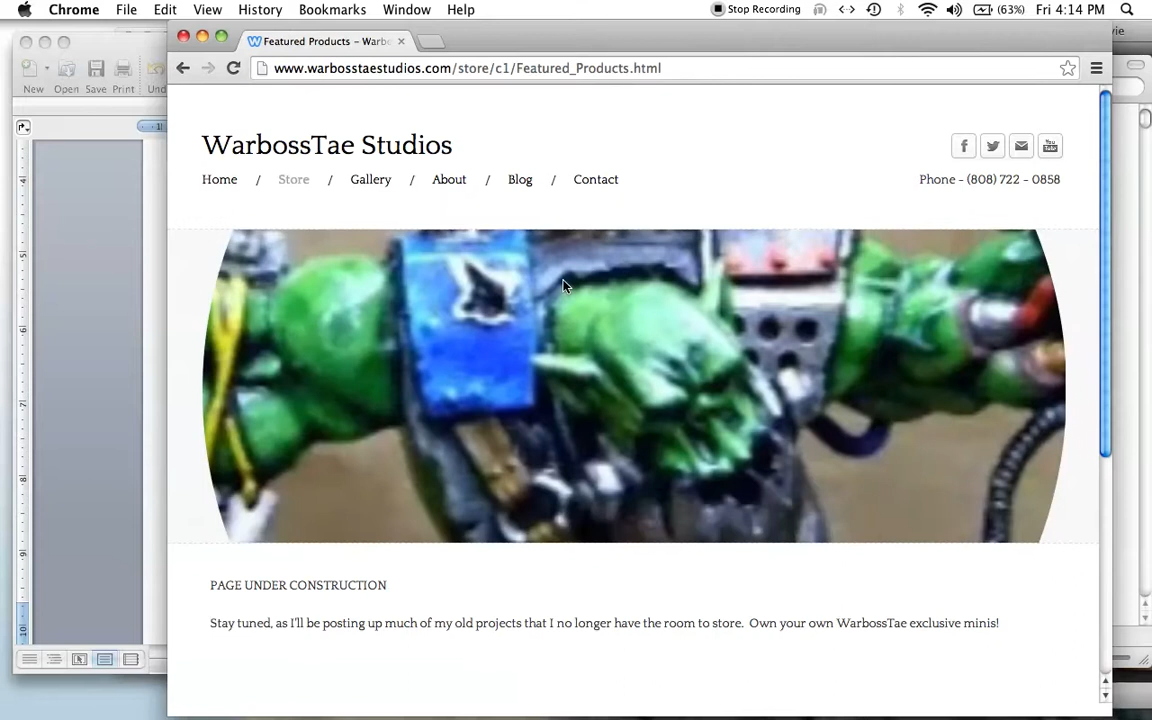 Chrome File Edit View History Bookmarks Window Help Stop Recording (63%) Fri 4:14 PM
Featured Products – Warbo
www.warbosstaestudios.com/store/c1/Featured_Products.html
New Open Save Print
WarbossTae Studios
Home / Store / Gallery / About / Blog / Contact
Phone - (808) 722 - 0858
PAGE UNDER CONSTRUCTION
Stay tuned, as I'll be posting up much of my old projects that I no longer have the room to store. Own your own WarbossTae exclusive minis!